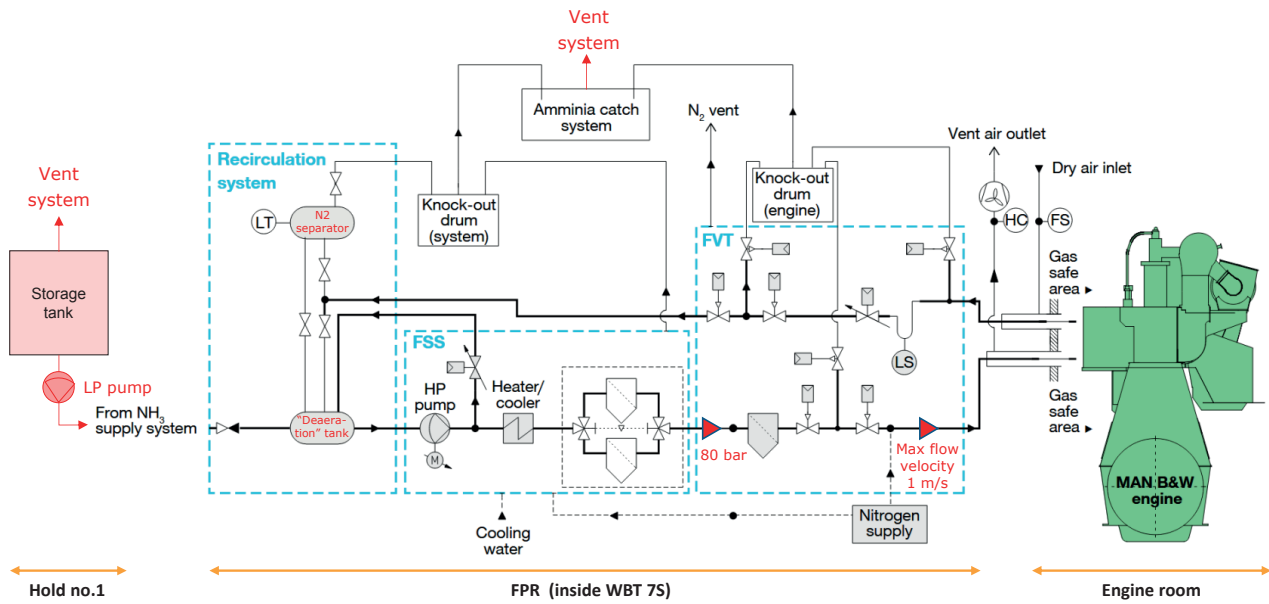 Vent
system
Amminia catch
system
N₂ vent
Vent air outlet
Dry air inlet
Recirculation
system
Vent
system
Knock-out
drum
(system)
Knock-out
drum
(engine)
HC
FS
LT
N2
separator
FVT
Gas
safe
area
Storage
tank
FSS
LS
HP
pump
Heater/
cooler
LP pump
From NH₃
supply system
"Deaera-
tion" tank
M
80 bar
Max flow
velocity
1 m/s
Gas
safe
area
MAN B&W
engine
Cooling
water
Nitrogen
supply
Hold no.1
FPR (inside WBT 7S)
Engine room